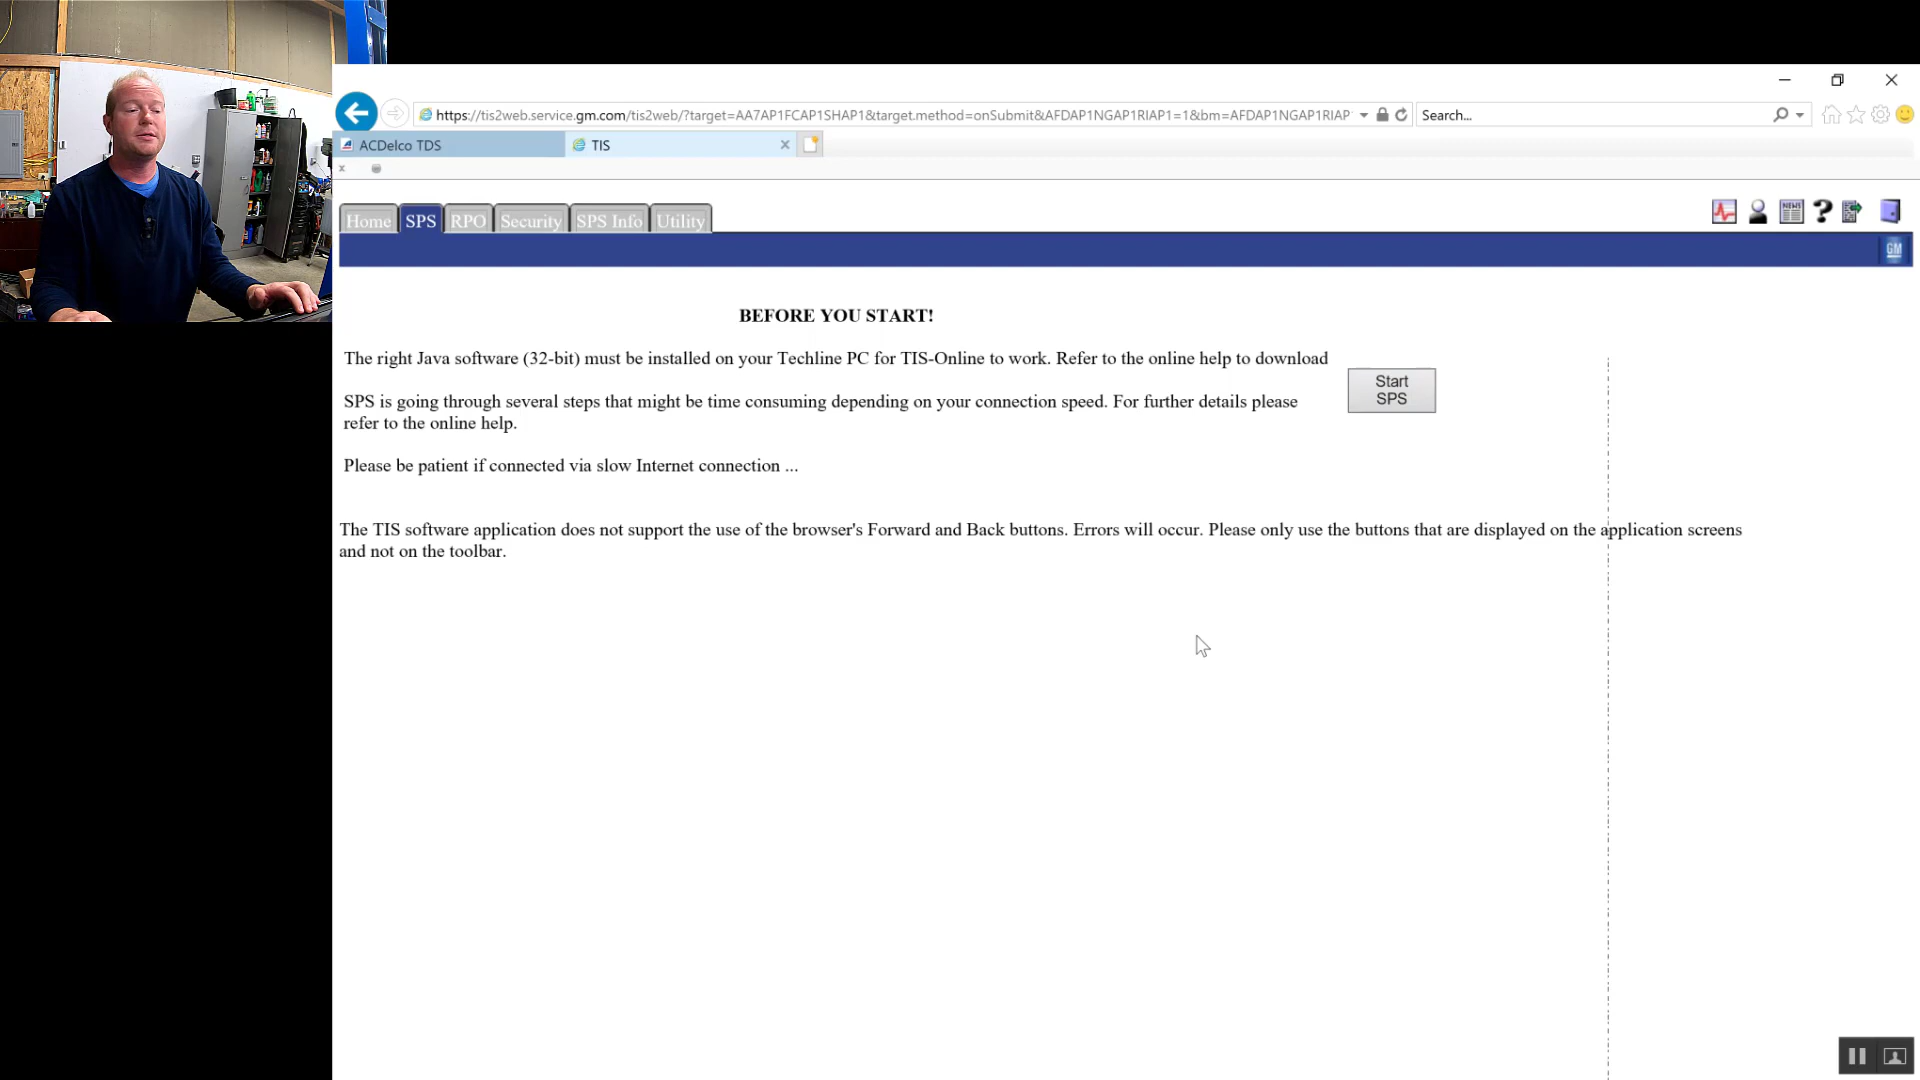 https://tis2web.service.gm.com/tis2web/?target=AA7AP1FCAP1SHAP1&target.method=onSubmit&AFDAP1NGAP1RIAP1=1&bm=AFDAP1NGAP1RIAP
Search...
ACDelco TDS
TIS
Home SPS RPO Security SPS Info Utility
NEWS
GM
BEFORE YOU START!
The right Java software (32-bit) must be installed on your Techline PC for TIS-Online to work. Refer to the online help to download
Start
SPS
SPS is going through several steps that might be time consuming depending on your connection speed. For further details please
refer to the online help.
Please be patient if connected via slow Internet connection ...
The TIS software application does not support the use of the browser's Forward and Back buttons. Errors will occur. Please only use the buttons that are displayed on the application screens
and not on the toolbar.